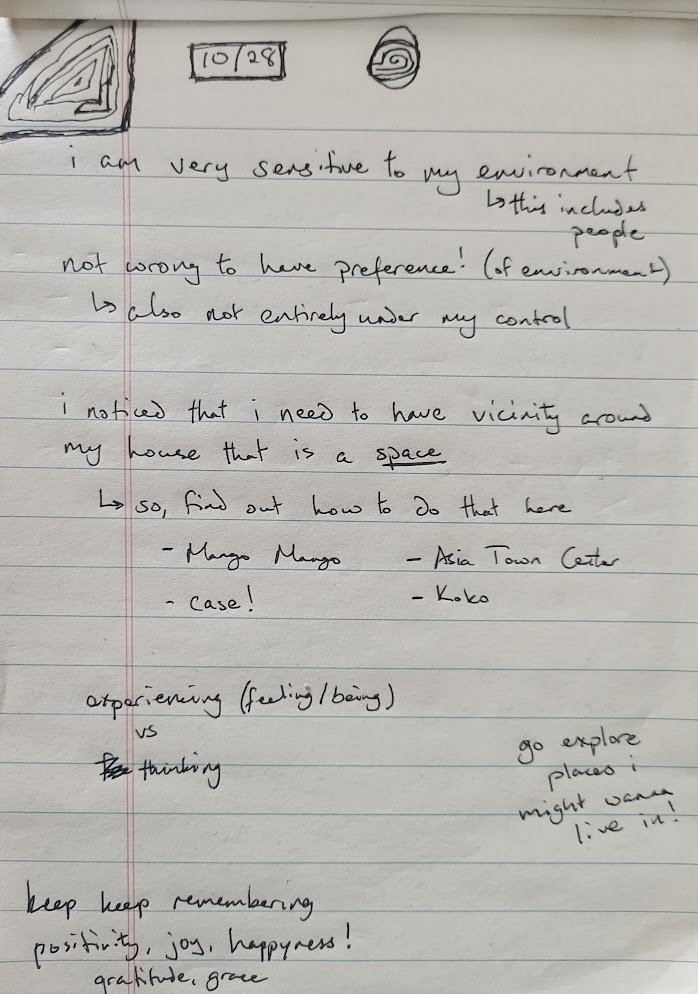 10/28
i am very sensitive to my environment
↳ this includes
people
not wrong to have preference! (of environment)
↳ also not entirely under my control
i noticed that i need to have vicinity around
my house that is a space
↳ so, find out how to do that here
- Mango Mango
- Asia Town Center
- case!
- Koko
experiencing (feeling/being)
vs
thinking
go explore
places i
might wanna
live in!
keep keep remembering
positivity, joy, happyness!
gratitude, grace